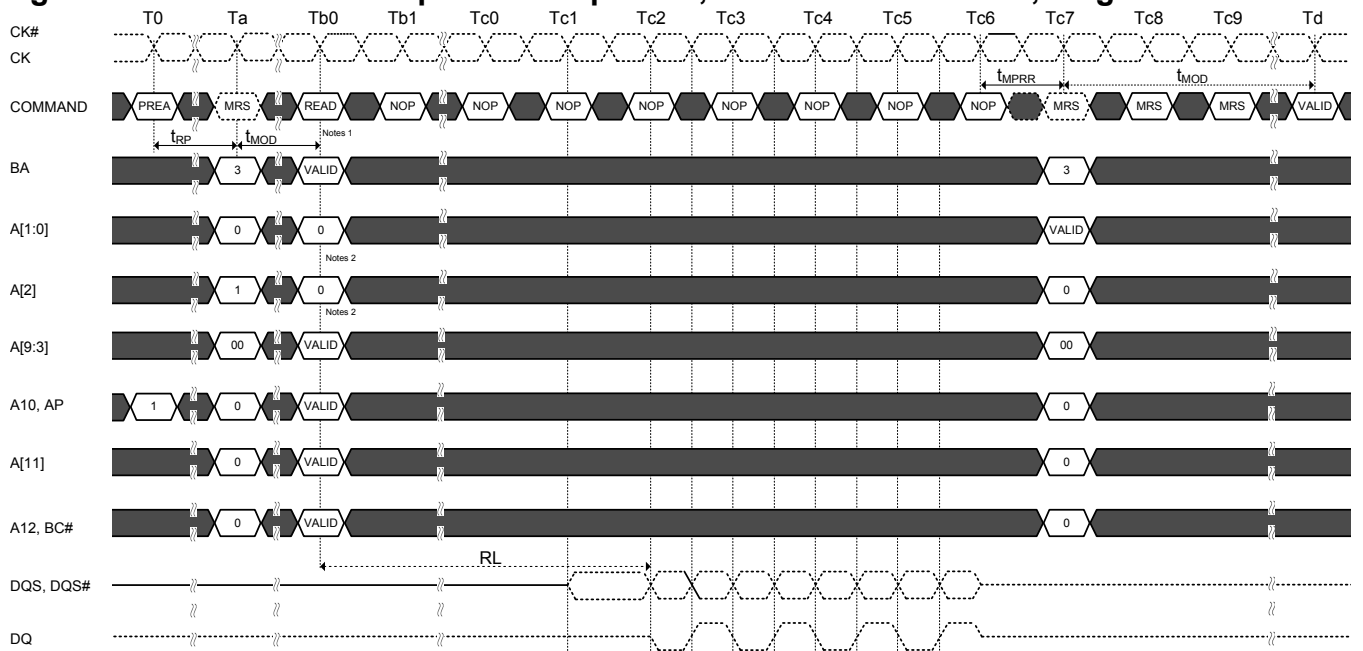 T0 Ta Tb0 Tb1 Tc0 Tc1 Tc2 Tc3 Tc4 Tc5 Tc6 Tc7 Tc8 Tc9 Td
CK#
CK
tMPRR tMOD
COMMAND PREA MRS READ NOP NOP NOP NOP NOP NOP NOP NOP MRS MRS MRS VALID
tRP tMOD Notes 1
BA 3 VALID 3
A[1:0] 0 0 VALID
Notes 2
A[2] 1 0 0
Notes 2
A[9:3] 00 VALID 00
A10, AP 1 0 VALID 0
A[11] 0 VALID 0
A12, BC# 0 VALID 0
RL
DQS, DQS#
DQ